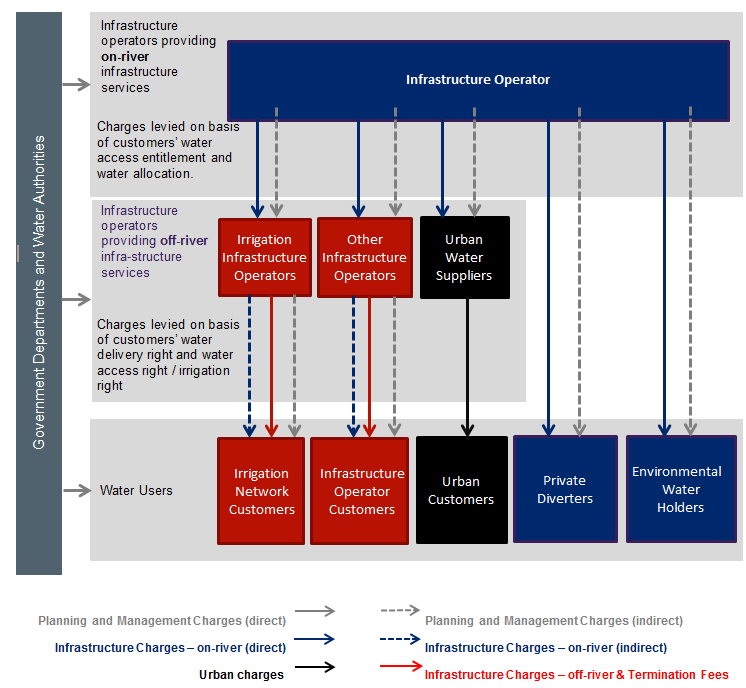 Government Departments and Water Authorities
Infrastructure
operators providing
on-river
infrastructure
services
Infrastructure Operator
Charges levied on basis
of customers' water
access entitlement and
water allocation.
Infrastructure
operators
providing off-river
infra-structure
services
Irrigation
Infrastructure
Operators
Other
Infrastructure
Operators
Urban
Water
Suppliers
Charges levied on basis
of customers' water
delivery right and water
access right / irrigation
right
Water Users
Irrigation
Network
Customers
Infrastructure
Operator
Customers
Urban
Customers
Private
Diverters
Environmental
Water
Holders
Planning and Management Charges (direct)
Planning and Management Charges (indirect)
Infrastructure Charges – on-river (direct)
Infrastructure Charges – on-river (indirect)
Urban charges
Infrastructure Charges – off-river & Termination Fees